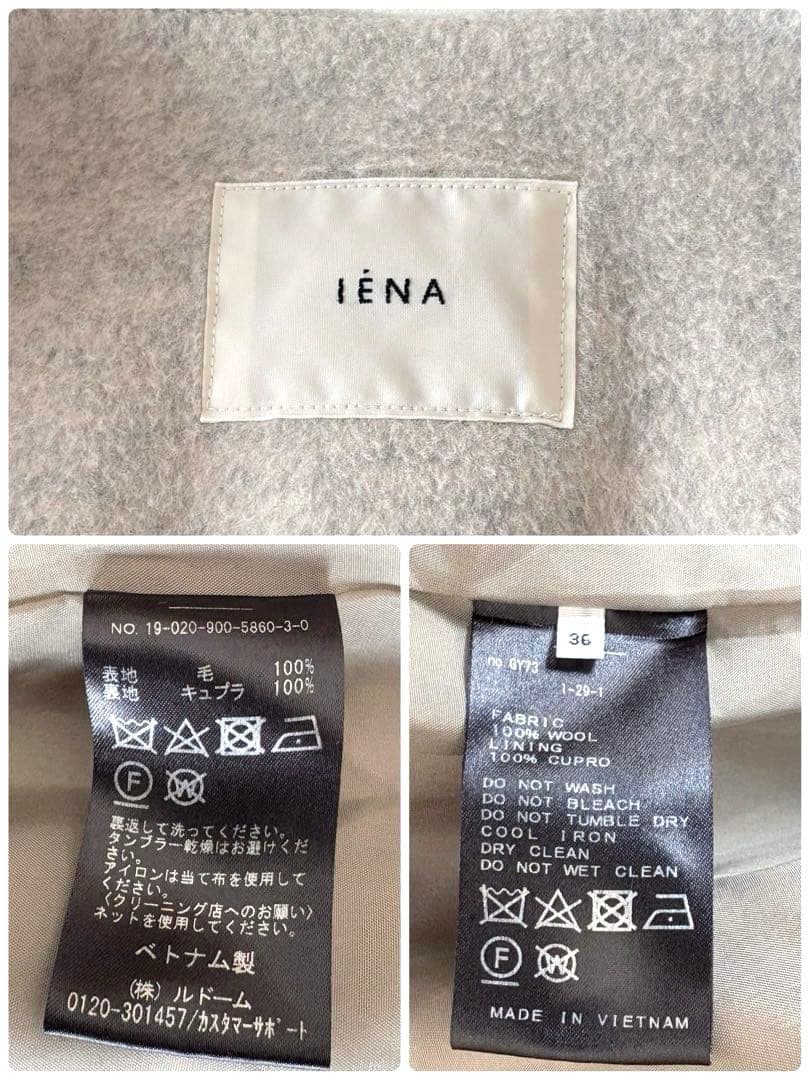 IÉNA
NO. 19-020-900-5860-3-0
表地 毛 100%
裏地 キュプラ 100%
F
W
裏返して洗ってください。
タンブラー乾燥はお避けくだ
さい。
アイロンは当て布を使用して
ください。
〈クリーニング店へのお願い〉
ネットを使用してください。
ベトナム製
(株) ルドーム
0120-301457/カスタマーサポート
36
no.GY73
1-29-1
FABRIC
100% WOOL
LINING
100% CUPRO
DO NOT WASH
DO NOT BLEACH
DO NOT TUMBLE DRY
COOL IRON
DRY CLEAN
DO NOT WET CLEAN
F
W
MADE IN VIETNAM